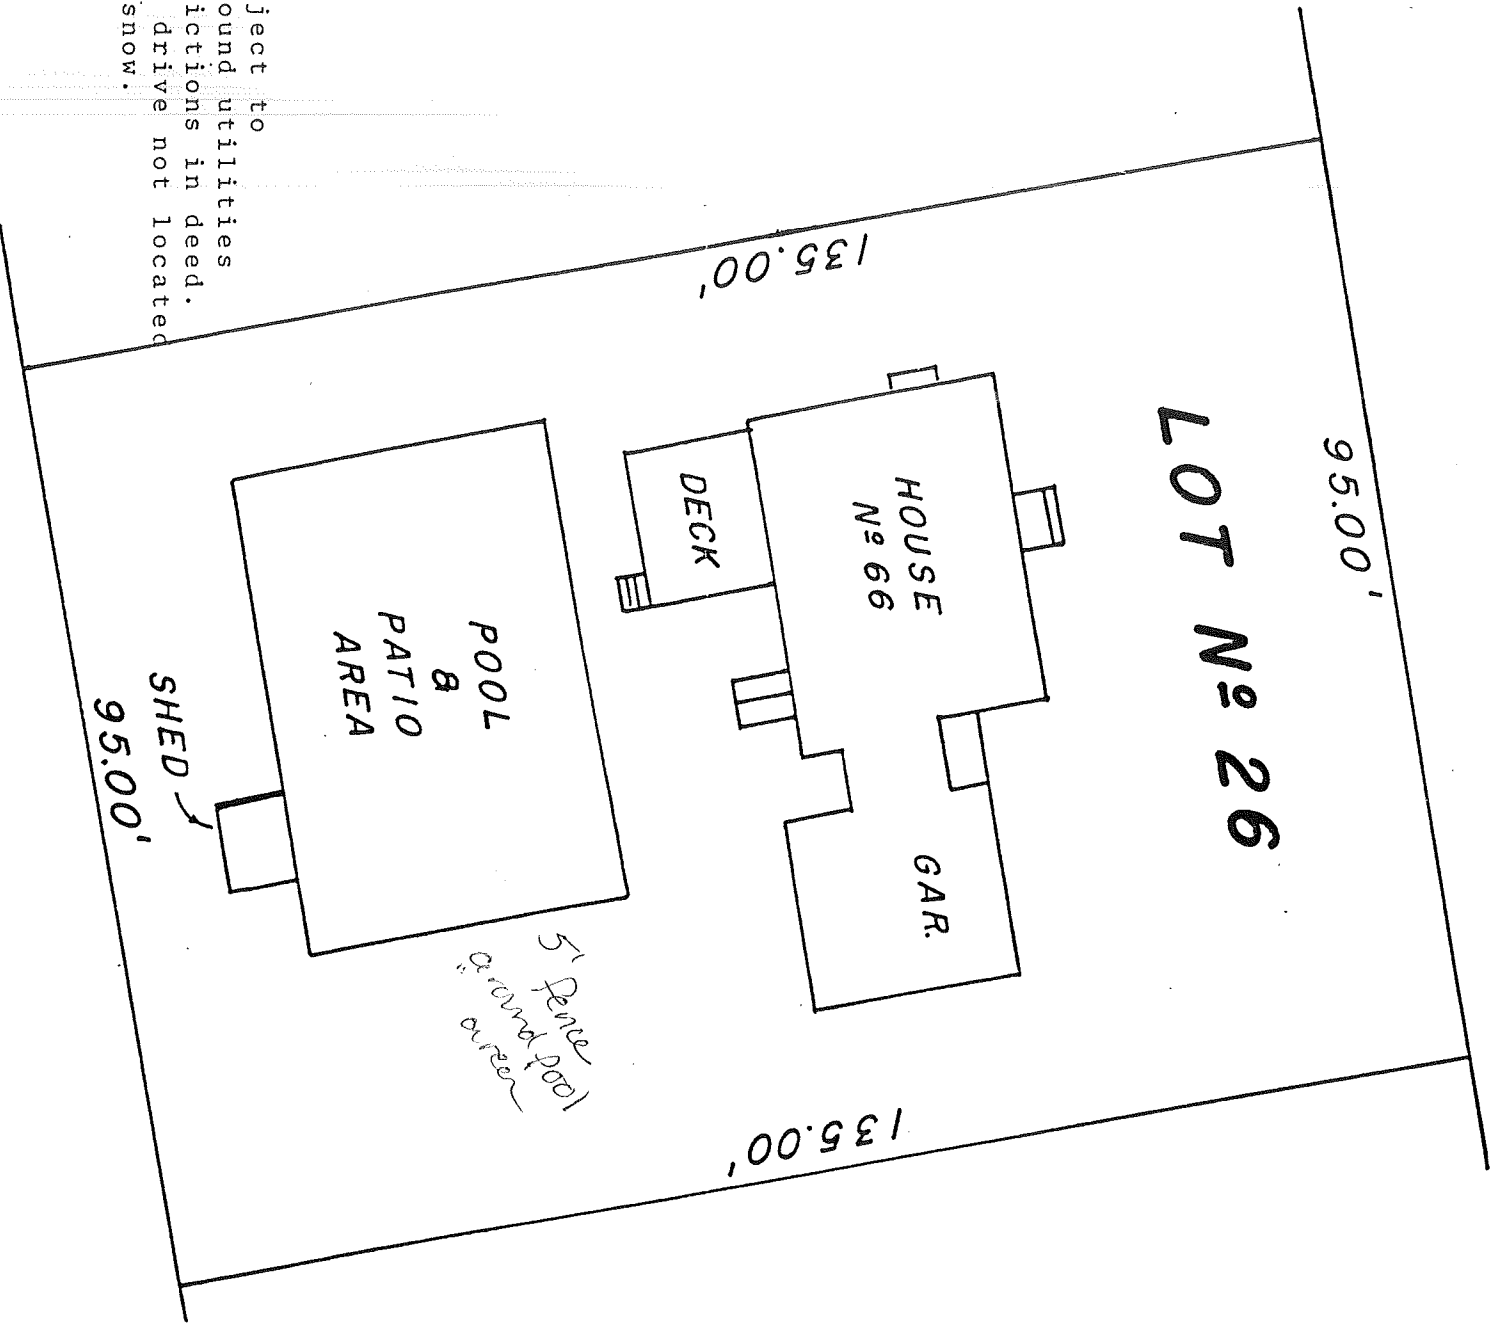 ject to
ound utilities
ictions in deed.
drive not located
snow.
95.00'
LOT Nº 26
135.00'
HOUSE
Nº 66
DECK
GAR.
POOL
&
PATIO
AREA
SHED
95.00'
135.00'
5' fence
around pool
area